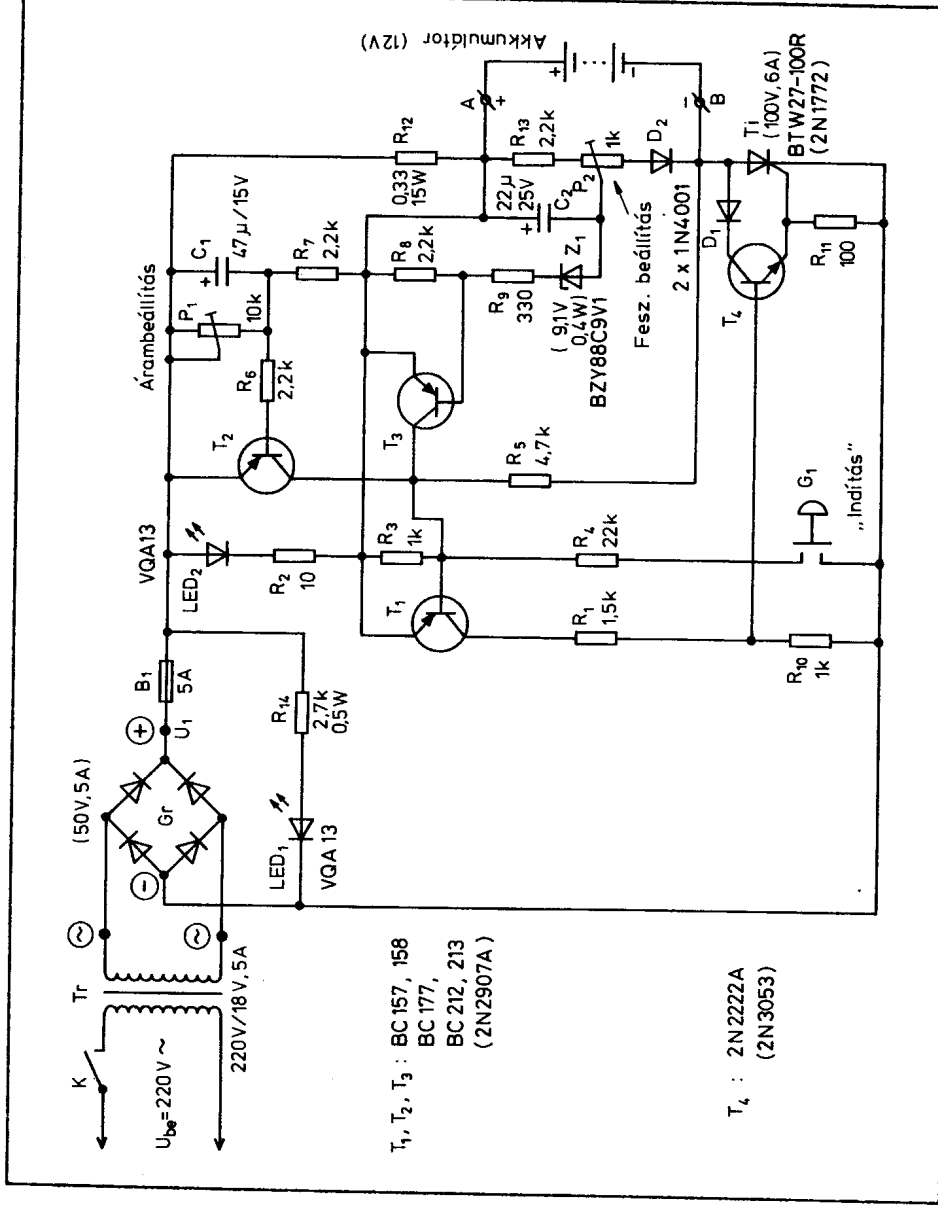 K
U_be=220 V ~
Tr
220V/18V, 5A
~
~
(50V, 5A)
Gr
+
−
U₁
B₁
5A
LED₁
VQA 13
R₁₄
2,7k
0,5W
VQA13
LED₂
R₂
10
T₁
R₃
1k
R₁
1,5k
R₄
22k
R₁₀
1k
G₁
„Indítás"
Árambeállítás
P₁
10k
+
C₁
47μ/15V
T₂
R₆
2,2k
R₇
2,2k
T₃
R₈
2,2k
R₅
4,7k
R₉
330
Z₁
(9,1V
0,4W)
BZY88C9V1
R₁₂
0,33
15W
22μ
25V
+
C₂
R₁₃
2,2k
P₂
1k
Fesz. beállítás
D₂
2 x 1N4001
A
+
Akkumulátor (12V)
+
−
−
B
D₁
T₄
R₁₁
100
Ti
(100V, 6A)
BTW27-100R
(2N1772)
T₁, T₂, T₃ : BC 157, 158
BC 177,
BC 212, 213
(2N2907A)
T₄ : 2N2222A
(2N3053)